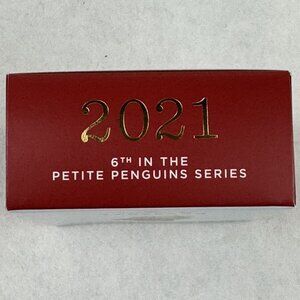 2021
6TH IN THE
PETITE PENGUINS SERIES